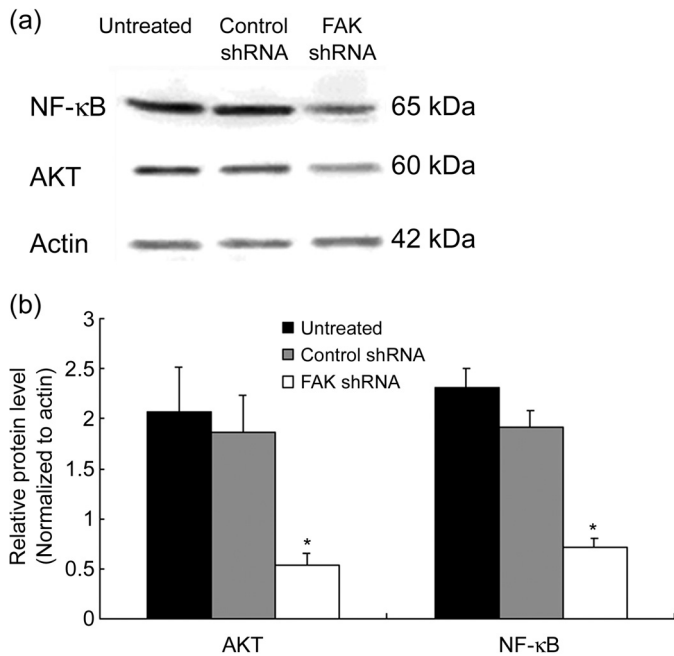 (a)
Untreated Control shRNA FAK shRNA
NF-κB 65 kDa
AKT 60 kDa
Actin 42 kDa
(b)
Relative protein level
(Normalized to actin)
3
2.5
2
1.5
1
0.5
0
Untreated
Control shRNA
FAK shRNA
*
*
AKT NF-κB